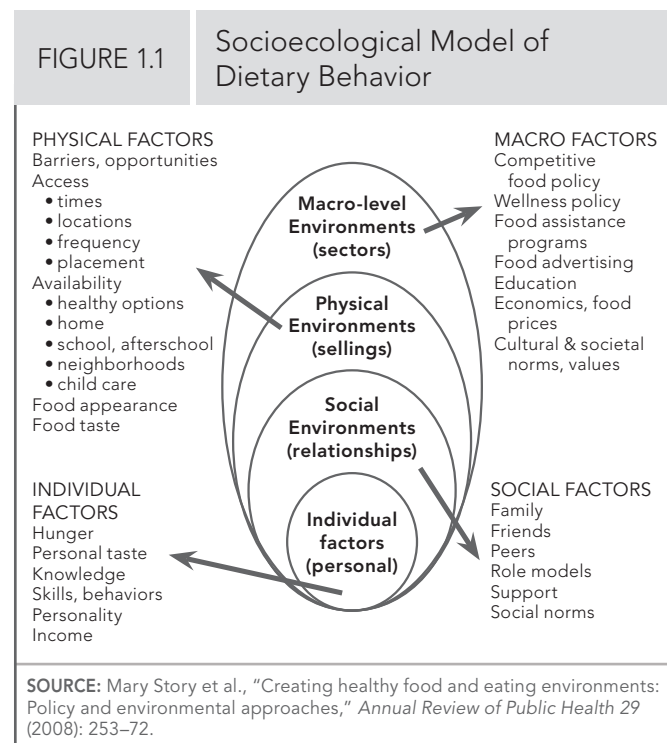 FIGURE 1.1
Socioecological Model of
Dietary Behavior
PHYSICAL FACTORS
Barriers, opportunities
Access
• times
• locations
• frequency
• placement
Availability
• healthy options
• home
• school, afterschool
• neighborhoods
• child care
Food appearance
Food taste
MACRO FACTORS
Competitive
food policy
Wellness policy
Food assistance
programs
Food advertising
Education
Economics, food
prices
Cultural & societal
norms, values
Macro-level
Environments
(sectors)
Physical
Environments
(sellings)
Social
Environments
(relationships)
Individual
factors
(personal)
INDIVIDUAL
FACTORS
Hunger
Personal taste
Knowledge
Skills, behaviors
Personality
Income
SOCIAL FACTORS
Family
Friends
Peers
Role models
Support
Social norms
SOURCE: Mary Story et al., “Creating healthy food and eating environments:
Policy and environmental approaches,” Annual Review of Public Health 29
(2008): 253–72.